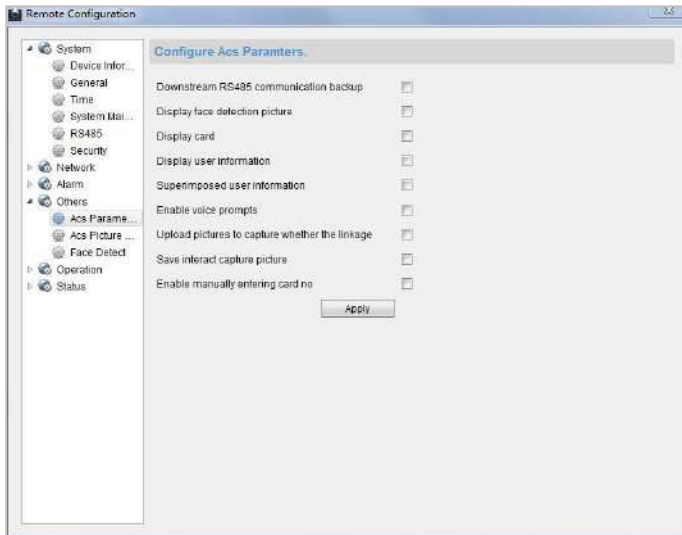 Remote Configuration
System
Device Infor...
General
Time
System Mai...
RS485
Security
Network
Alarm
Others
Acs Parame...
Acs Picture ...
Face Detect
Operation
Status
Configure Acs Paramters.
Downstream RS485 communication backup
Display face detection picture
Display card
Display user information
Superimposed user information
Enable voice prompts
Upload pictures to capture whether the linkage
Save interact capture picture
Enable manually entering card no
Apply